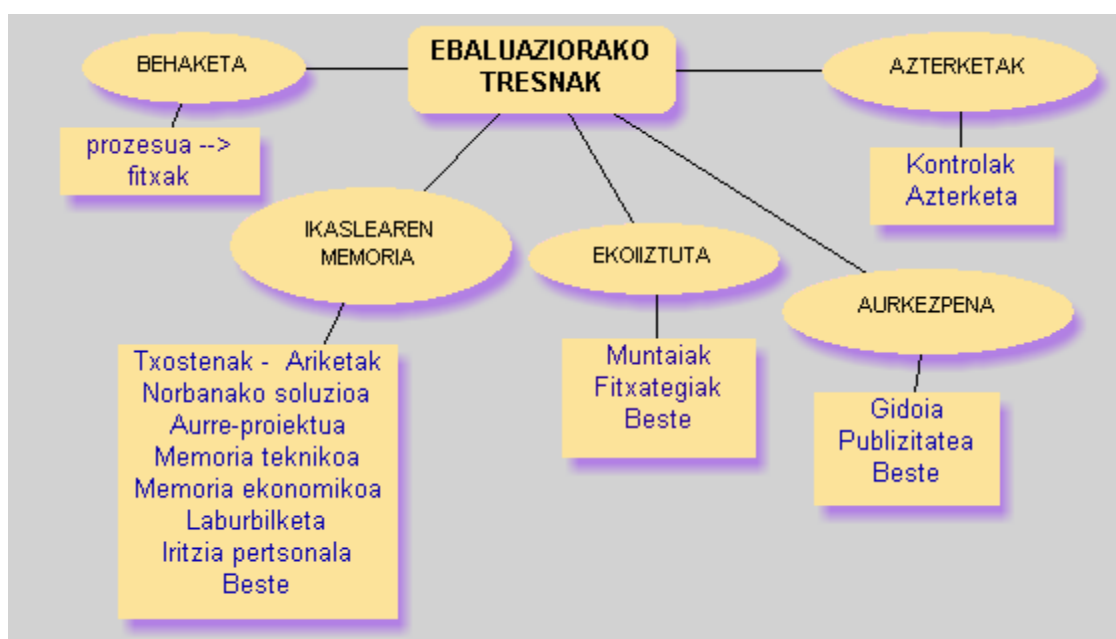 EBALUAZIORAKO
TRESNAK
BEHAKETA
prozesua -->
fitxak
IKASLEAREN
MEMORIA
Txostenak - Ariketak
Norbanako soluzioa
Aurre-proiektua
Memoria teknikoa
Memoria ekonomikoa
Laburbilketa
Iritzia pertsonala
Beste
EKOIIZTUTA
Muntaiak
Fitxategiak
Beste
AURKEZPENA
Gidoia
Publizitatea
Beste
AZTERKETAK
Kontrolak
Azterketa